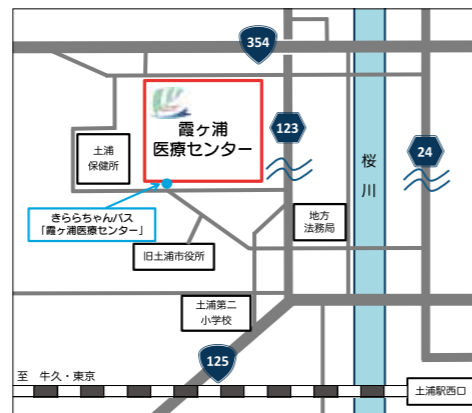 354
霞ヶ浦
医療センター
123
土浦
保健所
24
桜川
きららちゃんバス
「霞ヶ浦医療センター」
地方
法務局
旧土浦市役所
土浦第二
小学校
125
至 牛久・東京
土浦駅西口